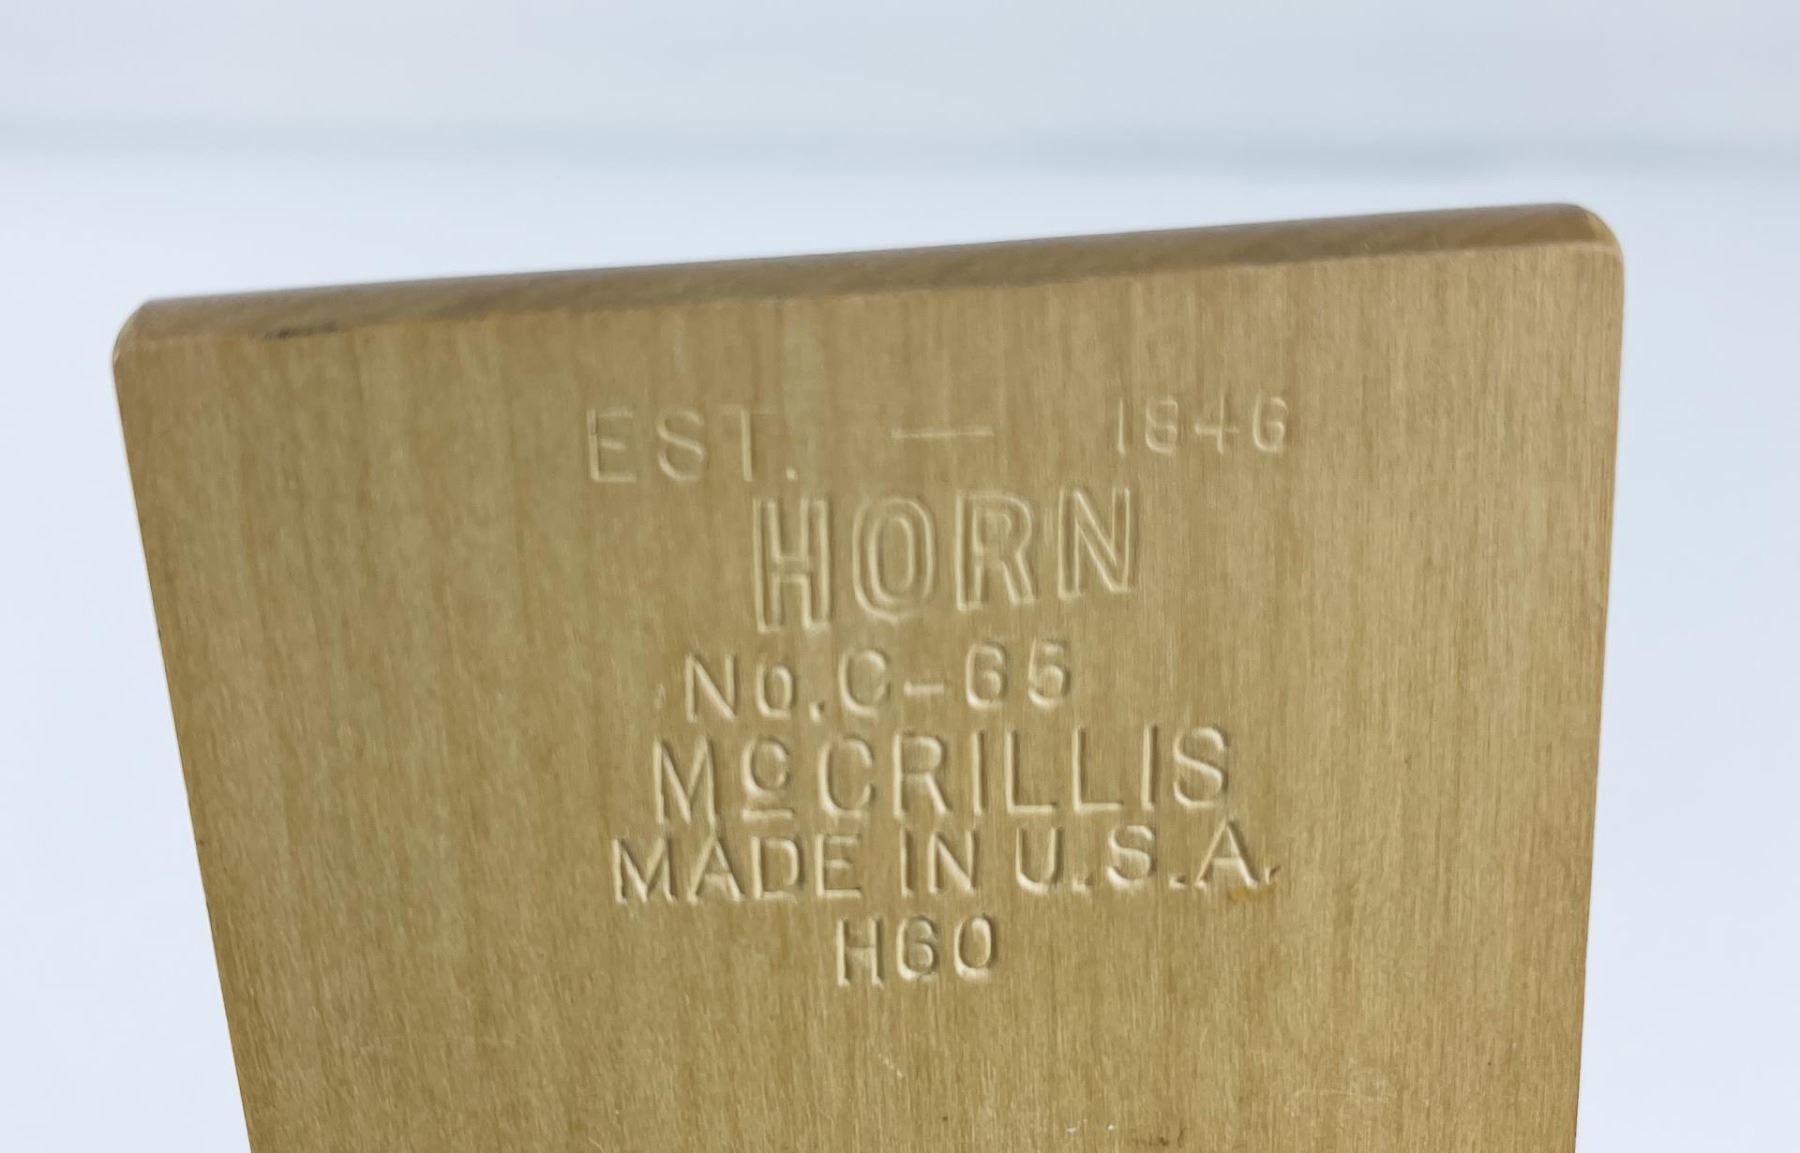 EST. — 1846
HORN
No. C-65
McCRILLIS
MADE IN U.S.A.
H60